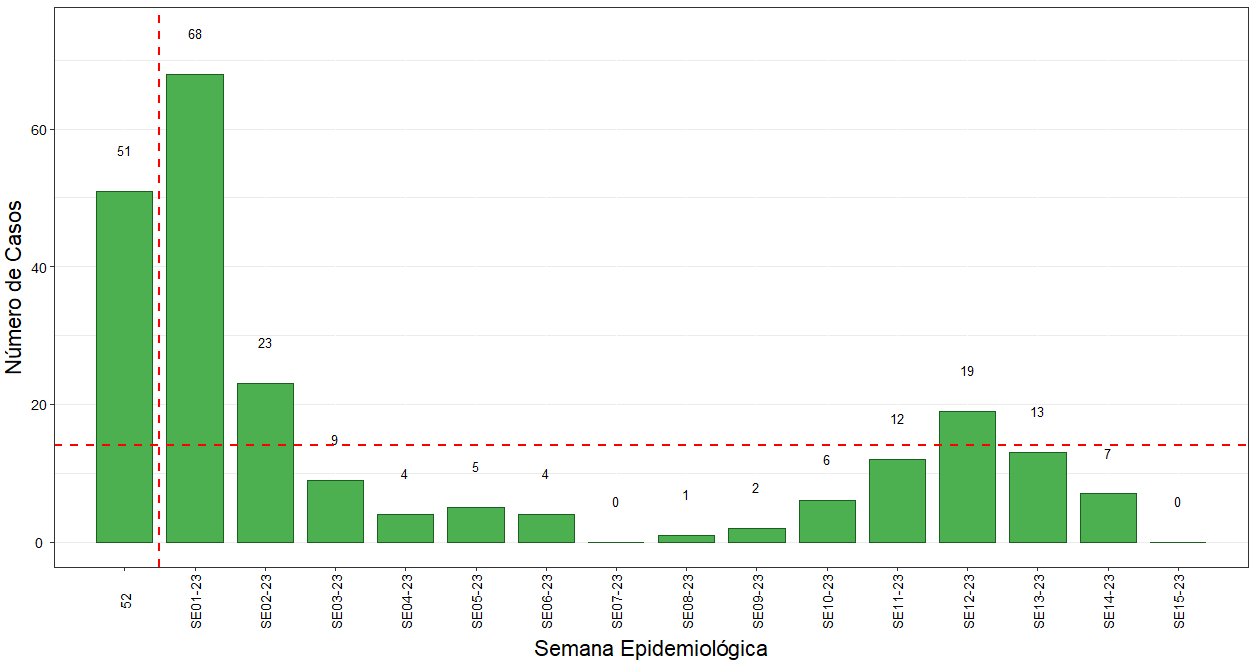 68
51
23
9
4
5
4
0
1
2
6
12
19
13
7
0
60
40
20
0
Número de Casos
52
SE01-23
SE02-23
SE03-23
SE04-23
SE05-23
SE06-23
SE07-23
SE08-23
SE09-23
SE10-23
SE11-23
SE12-23
SE13-23
SE14-23
SE15-23
Semana Epidemiológica